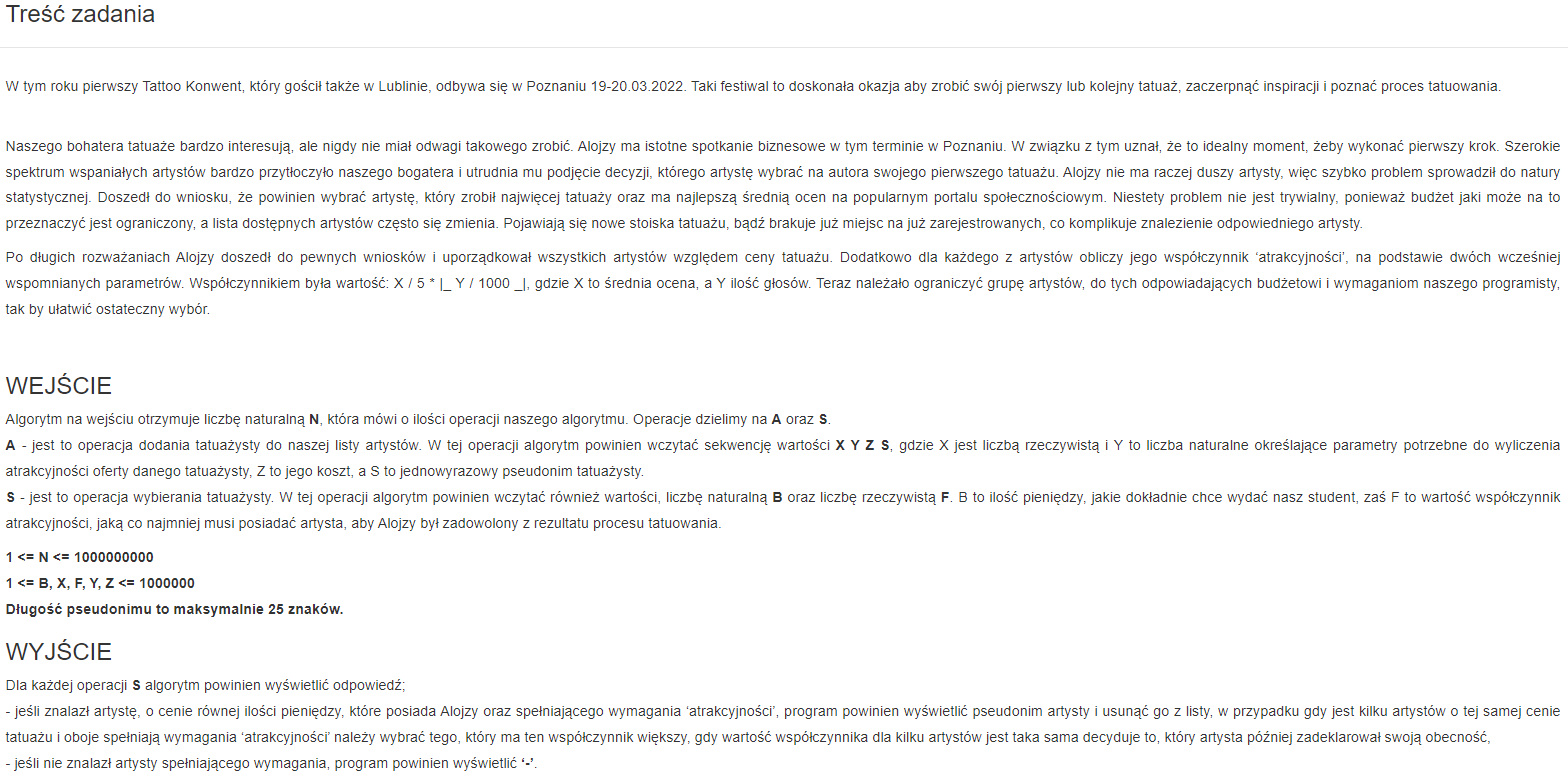 Treść zadania
W tym roku pierwszy Tattoo Konwent, który gościł także w Lublinie, odbywa się w Poznaniu 19-20.03.2022. Taki festiwal to doskonała okazja aby zrobić swój pierwszy lub kolejny tatuaż, zaczerpnąć inspiracji i poznać proces tatuowania.
Naszego bohatera tatuaże bardzo interesują, ale nigdy nie miał odwagi takowego zrobić. Alojzy ma istotne spotkanie biznesowe w tym terminie w Poznaniu. W związku z tym uznał, że to idealny moment, żeby wykonać pierwszy krok. Szerokie
spektrum wspaniałych artystów bardzo przytłoczyło naszego bogatera i utrudnia mu podjęcie decyzji, którego artystę wybrać na autora swojego pierwszego tatuażu. Alojzy nie ma raczej duszy artysty, więc szybko problem sprowadził do natury
statystycznej. Doszedł do wniosku, że powinien wybrać artystę, który zrobił najwięcej tatuaży oraz ma najlepszą średnią ocen na popularnym portalu społecznościowym. Niestety problem nie jest trywialny, ponieważ budżet jaki może na to
przeznaczyć jest ograniczony, a lista dostępnych artystów często się zmienia. Pojawiają się nowe stoiska tatuażu, bądź brakuje już miejsc na już zarejestrowanych, co komplikuje znalezienie odpowiedniego artysty.
Po długich rozważaniach Alojzy doszedł do pewnych wniosków i uporządkował wszystkich artystów względem ceny tatuażu. Dodatkowo dla każdego z artystów obliczy jego współczynnik ‘atrakcyjności’, na podstawie dwóch wcześniej
wspomnianych parametrów. Współczynnikiem była wartość: X / 5 * |_ Y / 1000 _|, gdzie X to średnia ocena, a Y ilość głosów. Teraz należało ograniczyć grupę artystów, do tych odpowiadających budżetowi i wymaganiom naszego programisty,
tak by ułatwić ostateczny wybór.
WEJŚCIE
Algorytm na wejściu otrzymuje liczbę naturalną N, która mówi o ilości operacji naszego algorytmu. Operacje dzielimy na A oraz S.
A - jest to operacja dodania tatuażysty do naszej listy artystów. W tej operacji algorytm powinien wczytać sekwencję wartości X Y Z S, gdzie X jest liczbą rzeczywistą i Y to liczba naturalne określające parametry potrzebne do wyliczenia
atrakcyjności oferty danego tatuażysty, Z to jego koszt, a S to jednowyrazowy pseudonim tatuażysty.
S - jest to operacja wybierania tatuażysty. W tej operacji algorytm powinien wczytać również wartości, liczbę naturalną B oraz liczbę rzeczywistą F. B to ilość pieniędzy, jakie dokładnie chce wydać nasz student, zaś F to wartość współczynnik
atrakcyjności, jaką co najmniej musi posiadać artysta, aby Alojzy był zadowolony z rezultatu procesu tatuowania.
1 <= N <= 1000000000
1 <= B, X, F, Y, Z <= 1000000
Długość pseudonimu to maksymalnie 25 znaków.
WYJŚCIE
Dla każdej operacji S algorytm powinien wyświetlić odpowiedź;
- jeśli znalazł artystę, o cenie równej ilości pieniędzy, które posiada Alojzy oraz spełniającego wymagania ‘atrakcyjności’, program powinien wyświetlić pseudonim artysty i usunąć go z listy, w przypadku gdy jest kilku artystów o tej samej cenie
tatuażu i oboje spełniają wymagania ‘atrakcyjności’ należy wybrać tego, który ma ten współczynnik większy, gdy wartość współczynnika dla kilku artystów jest taka sama decyduje to, który artysta później zadeklarował swoją obecność,
- jeśli nie znalazł artysty spełniającego wymagania, program powinien wyświetlić ‘-’.